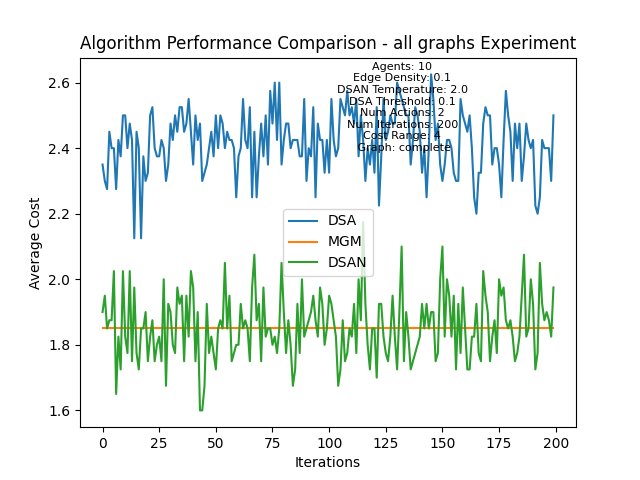 Algorithm Performance Comparison - all graphs Experiment
Agents: 10
Edge Density: 0.1
DSAN Temperature: 2.0
DSA Threshold: 0.1
Num Actions: 2
Num Iterations: 200
Cost Range: 4
Graph: complete
2.6
2.4
2.2
2.0
1.8
1.6
Average Cost
DSA
MGM
DSAN
0
25
50
75
100
125
150
175
200
Iterations